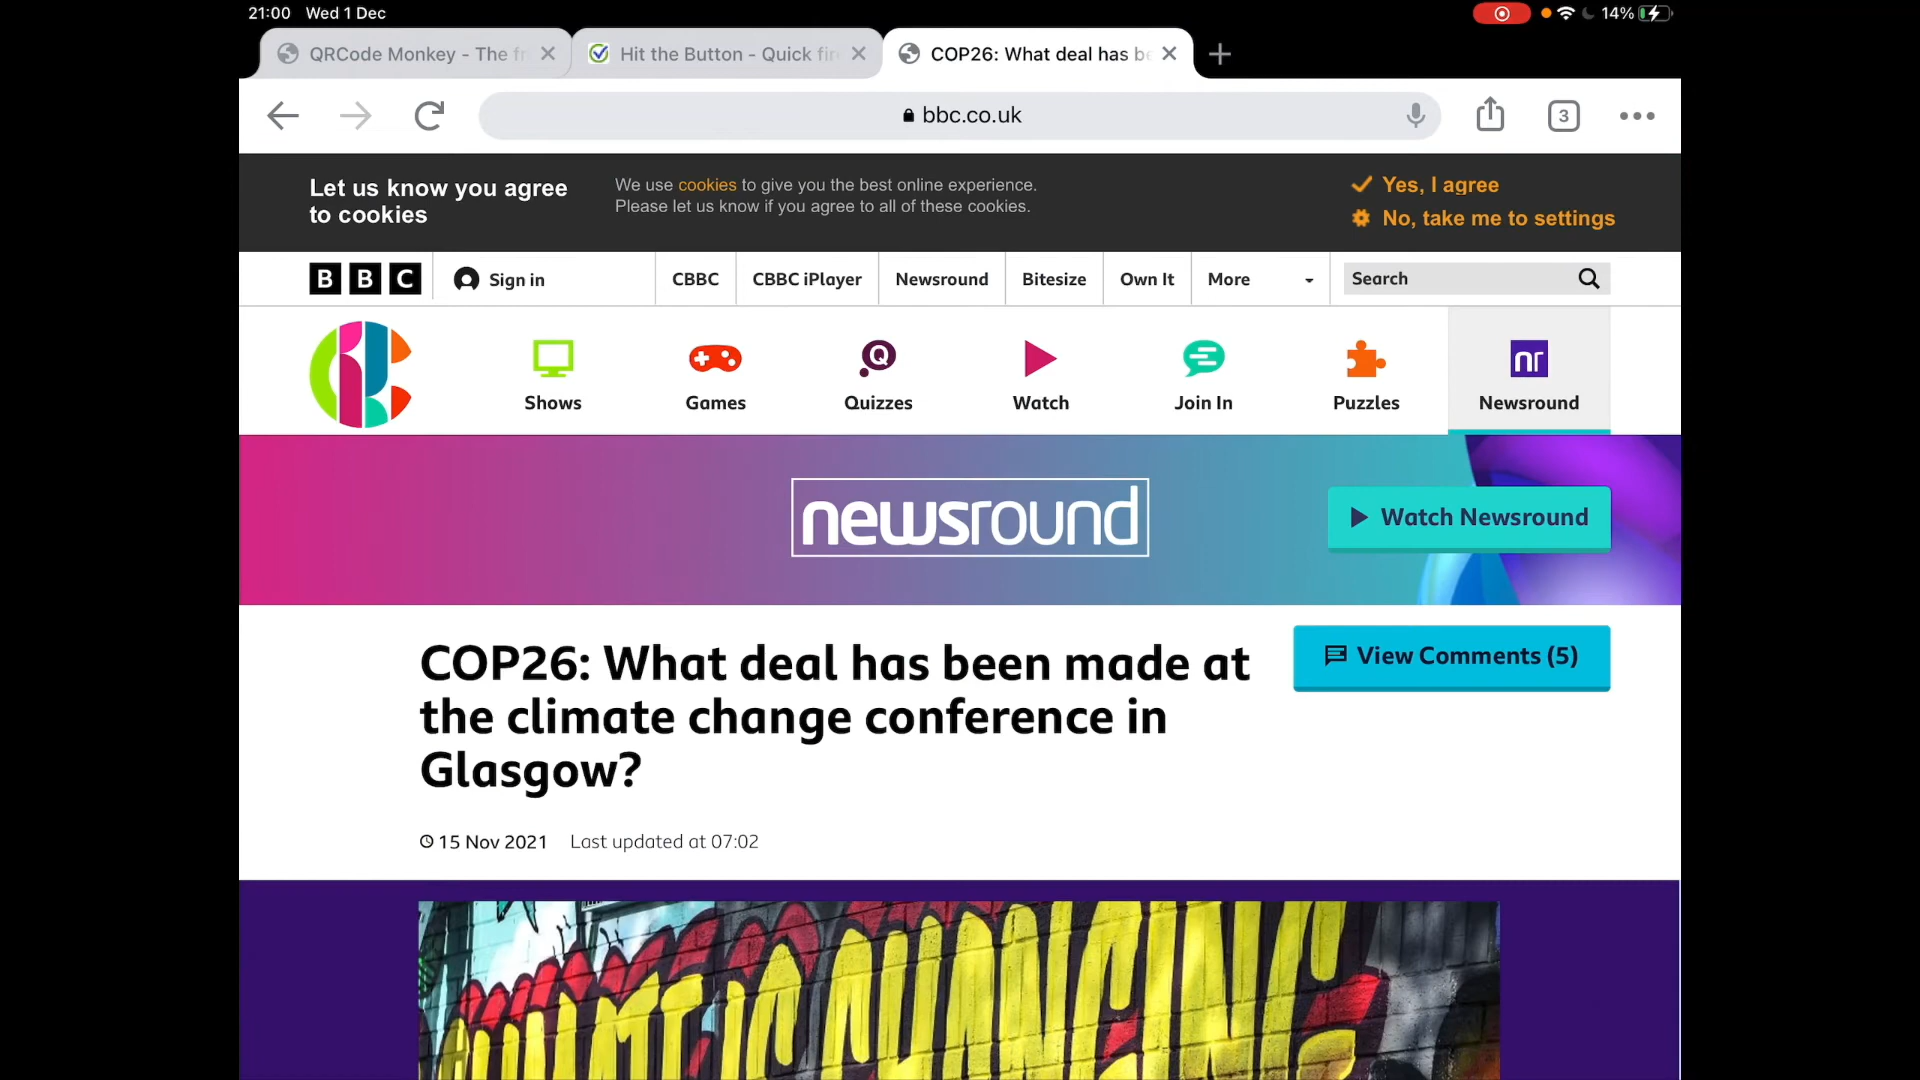 21:00 Wed 1 Dec
14%
QRCode Monkey - The fr
Hit the Button - Quick fir
COP26: What deal has be
bbc.co.uk
3
Let us know you agree
to cookies
We use cookies to give you the best online experience.
Please let us know if you agree to all of these cookies.
Yes, I agree
No, take me to settings
BBC
Sign in
CBBC
CBBC iPlayer
Newsround
Bitesize
Own It
More
Search
Shows
Games
Q
Quizzes
Watch
Join In
Puzzles
nr
Newsround
newsround
Watch Newsround
COP26: What deal has been made at
the climate change conference in
Glasgow?
View Comments (5)
15 Nov 2021 Last updated at 07:02
CLIMATE IS CHANGING